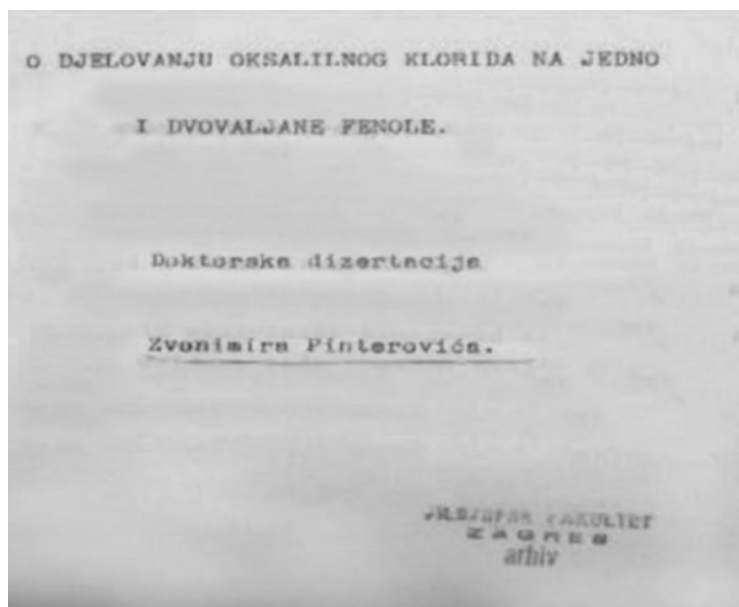 O DJELOVANJU OKSALILNOG KLORIDA NA JEDNO
I DVOVALJANE FENOLE.
Doktorska dizertacija
Zvonimira Pinterovića.
FAKULTET
ZAGREB
arhiv